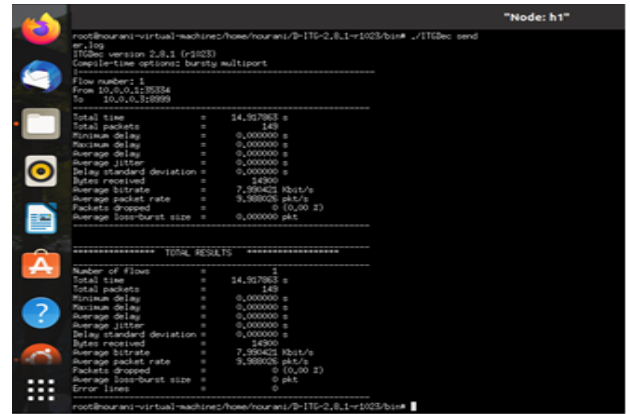 "Node: h1"
root@nourani-virtual-machine:/home/nourani/D-ITG-2.8.1-r1023/bin# ./ITGDec send
er.log
ITGDec version 2.8.1 (r1023)
Compile-time options: bursty multiport
Flow number: 1
From 10.0.0.1:35334
To    10.0.0.3:8999
Total time               =     14.917863 s
Total packets            =           149
Minimum delay            =      0.000000 s
Maximum delay            =      0.000000 s
Average delay            =      0.000000 s
Average jitter           =      0.000000 s
Delay standard deviation =      0.000000 s
Bytes received           =         14900
Average bitrate          =      7.990421 Kbit/s
Average packet rate      =      9.988026 pkt/s
Packets dropped          =             0 (0.00 %)
Average loss-burst size  =      0.000000 pkt
**************** TOTAL RESULTS ******************
Number of flows          =             1
Total time               =     14.917863 s
Total packets            =           149
Minimum delay            =      0.000000 s
Maximum delay            =      0.000000 s
Average delay            =      0.000000 s
Average jitter           =      0.000000 s
Delay standard deviation =      0.000000 s
Bytes received           =         14900
Average bitrate          =      7.990421 Kbit/s
Average packet rate      =      9.988026 pkt/s
Packets dropped          =             0 (0.00 %)
Average loss-burst size  =             0 pkt
Error lines              =             0
root@nourani-virtual-machine:/home/nourani/D-ITG-2.8.1-r1023/bin#